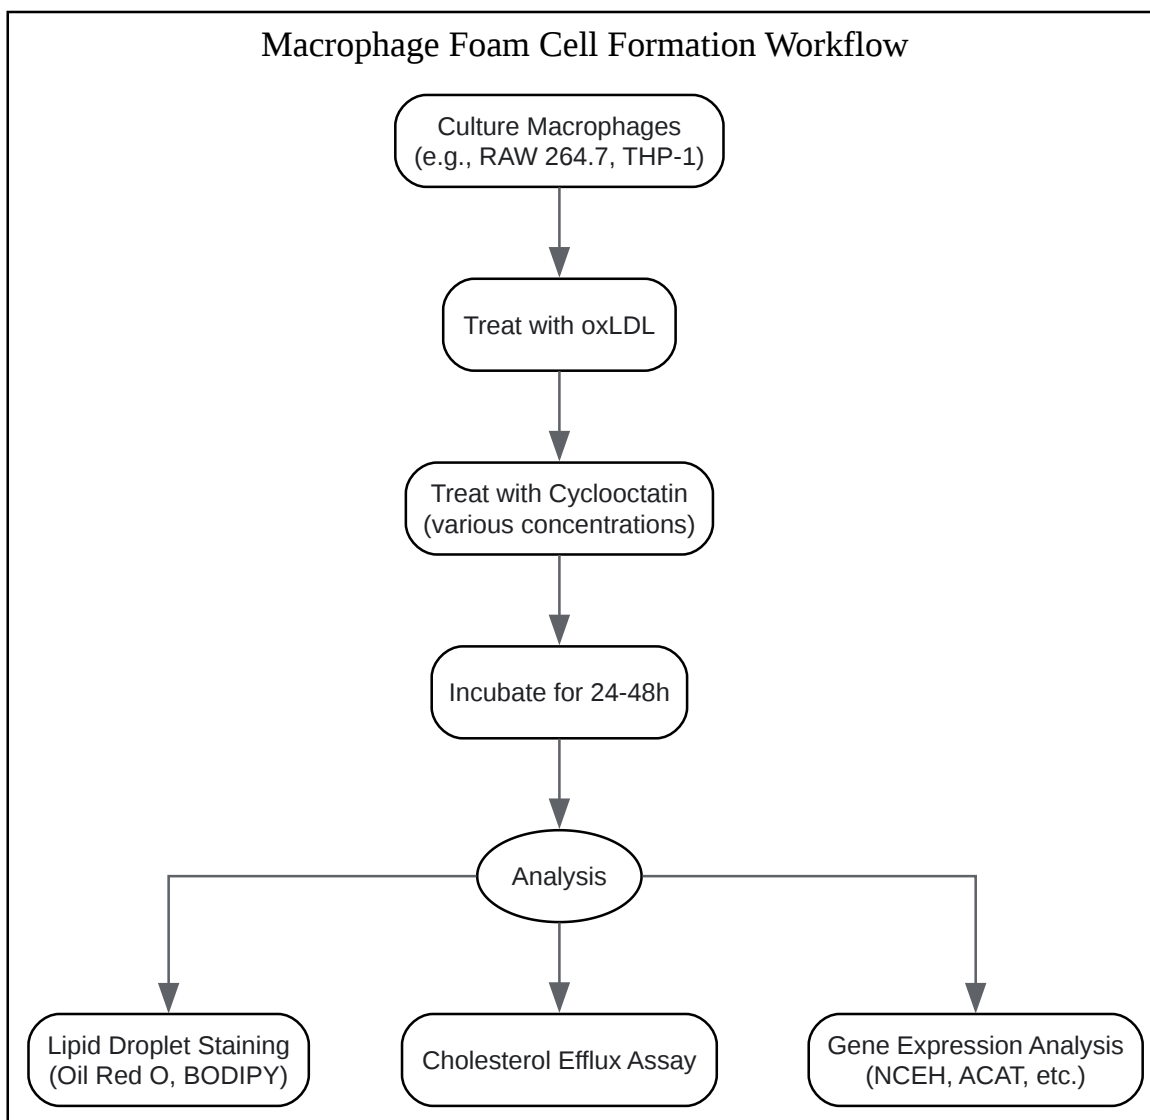 Macrophage Foam Cell Formation Workflow
Culture Macrophages
(e.g., RAW 264.7, THP-1)
Treat with oxLDL
Treat with Cyclooctatin
(various concentrations)
Incubate for 24-48h
Analysis
Lipid Droplet Staining
(Oil Red O, BODIPY)
Cholesterol Efflux Assay
Gene Expression Analysis
(NCEH, ACAT, etc.)